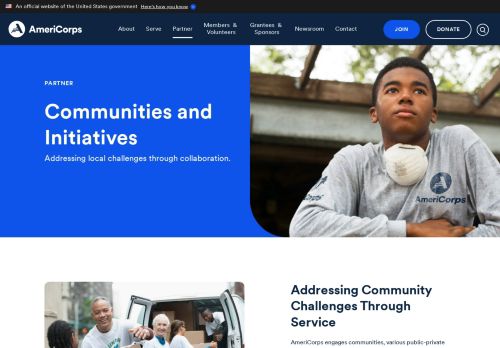 An official website of the United States government Here's how you know
AmeriCorps
About Serve Partner Members & Volunteers Grantees & Sponsors Newsroom Contact JOIN DONATE
PARTNER
Communities and
Initiatives
Addressing local challenges through collaboration.
AmeriCorps
Addressing Community
Challenges Through
Service
AmeriCorps engages communities, various public-private